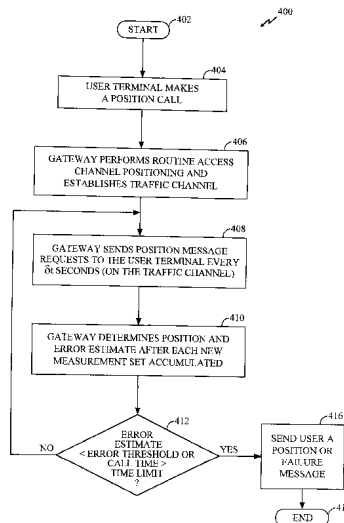 400
402
START
404
USER TERMINAL MAKES
A POSITION CALL
406
GATEWAY PERFORMS ROUTINE ACCESS
CHANNEL POSITIONING AND
ESTABLISHES TRAFFIC CHANNEL
408
GATEWAY SENDS POSITION MESSAGE
REQUESTS TO THE USER TERMINAL EVERY
δt SECONDS (ON THE TRAFFIC CHANNEL)
410
GATEWAY DETERMINES POSITION AND
ERROR ESTIMATE AFTER EACH NEW
MEASUREMENT SET ACCUMULATED
412
ERROR
ESTIMATE
< ERROR THRESHOLD OR
CALL TIME >
TIME LIMIT
?
NO
YES
416
SEND USER A
POSITION OR
FAILURE
MESSAGE
END